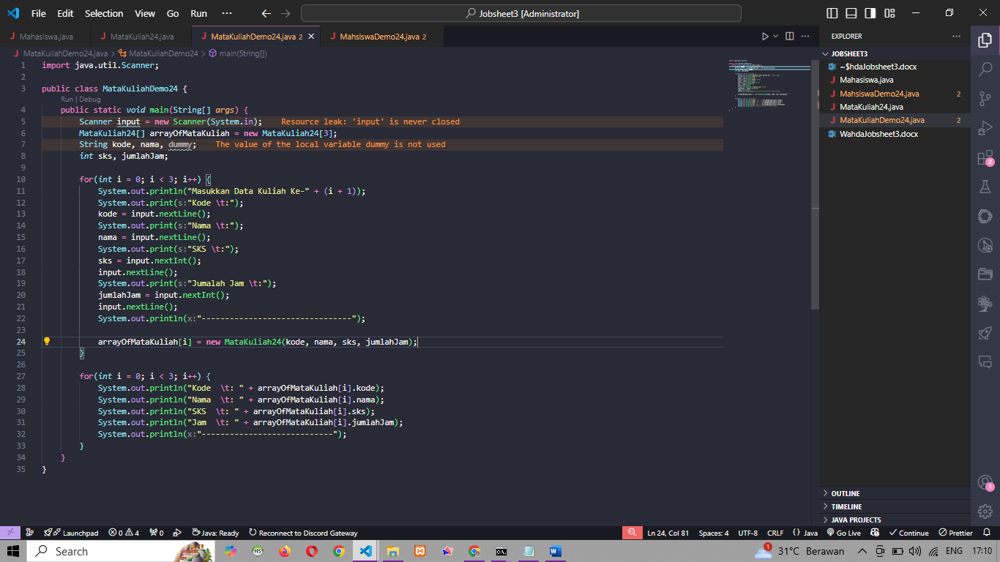 File Edit Selection View Go Run ··· Jobsheet3 [Administrator]
Mahasiswa.java MataKuliah24.java MataKuliahDemo24.java 2 MahsiswaDemo24.java 2
MataKuliahDemo24.java > MataKuliahDemo24 > main(String[])
1 import java.util.Scanner;
2
3 public class MataKuliahDemo24 {
Run | Debug
4 public static void main(String[] args) {
5 Scanner input = new Scanner(System.in); Resource leak: 'input' is never closed
6 MataKuliah24[] arrayOfMataKuliah = new MataKuliah24[3];
7 String kode, nama, dummy; The value of the local variable dummy is not used
8 int sks, jumlahJam;
9
10 for(int i = 0; i < 3; i++) {
11 System.out.println("Masukkan Data Kuliah Ke-" + (i + 1));
12 System.out.print(s:"Kode \t:");
13 kode = input.nextLine();
14 System.out.print(s:"Nama \t:");
15 nama = input.nextLine();
16 System.out.print(s:"SKS \t:");
17 sks = input.nextInt();
18 input.nextLine();
19 System.out.print(s:"Jumalah Jam \t:");
20 jumlahJam = input.nextInt();
21 input.nextLine();
22 System.out.println(x:"--------------------------------");
23
24 arrayOfMataKuliah[i] = new MataKuliah24(kode, nama, sks, jumlahJam);
25 }
26
27 for(int i = 0; i < 3; i++) {
28 System.out.println("Kode  \t: " + arrayOfMataKuliah[i].kode);
29 System.out.println("Nama  \t: " + arrayOfMataKuliah[i].nama);
30 System.out.println("SKS  \t: " + arrayOfMataKuliah[i].sks);
31 System.out.println("Jam  \t: " + arrayOfMataKuliah[i].jumlahJam);
32 System.out.println(x:"----------------------------");
33 }
34 }
35 }
EXPLORER ···
JOBSHEET3
~$hdaJobsheet3.docx
Mahasiswa.java
MahsiswaDemo24.java 2
MataKuliah24.java
MataKuliahDemo24.java 2
WahdaJobsheet3.docx
OUTLINE
TIMELINE
JAVA PROJECTS
2
1
Launchpad 0 4 0 Java: Ready Reconnect to Discord Gateway Ln 24, Col 81 Spaces: 4 UTF-8 CRLF {} Java Go Live Continue Prettier
Search 1 31°C Berawan ENG 17:10